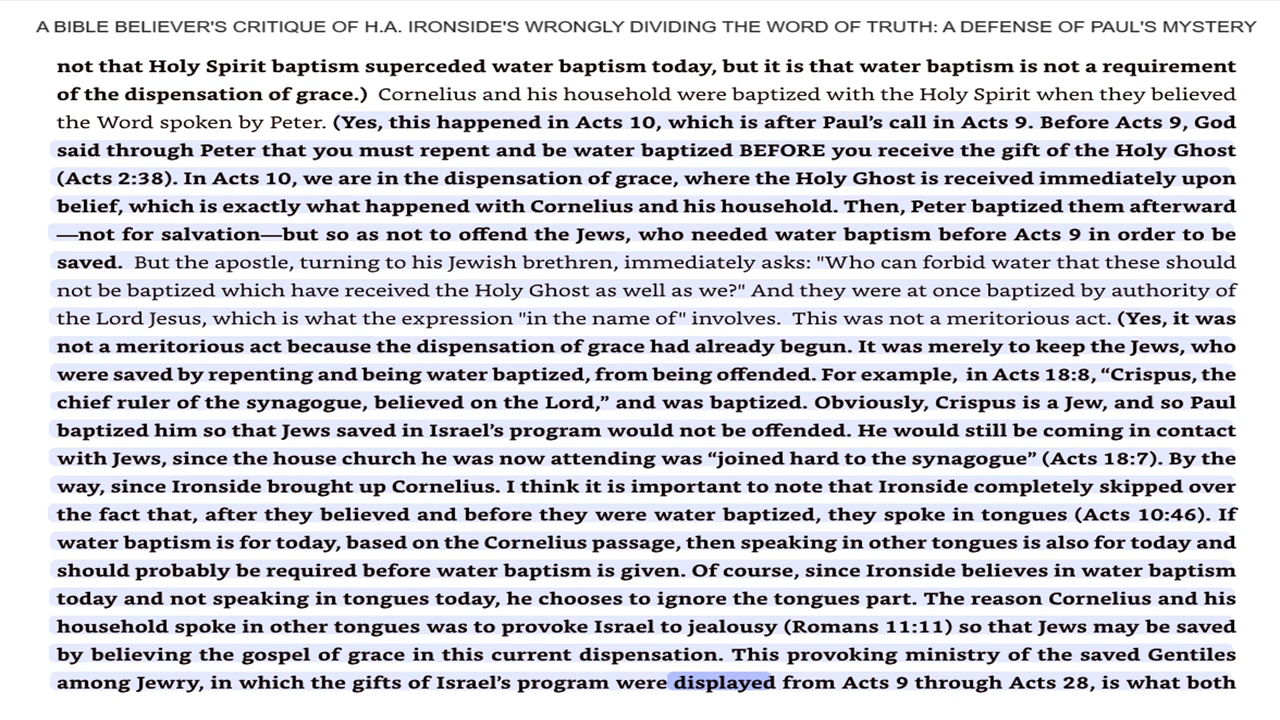 A BIBLE BELIEVER'S CRITIQUE OF H.A. IRONSIDE'S WRONGLY DIVIDING THE WORD OF TRUTH: A DEFENSE OF PAUL'S MYSTERY
not that Holy Spirit baptism superceded water baptism today, but it is that water baptism is not a requirement
of the dispensation of grace.) Cornelius and his household were baptized with the Holy Spirit when they believed
the Word spoken by Peter. (Yes, this happened in Acts 10, which is after Paul’s call in Acts 9. Before Acts 9, God
said through Peter that you must repent and be water baptized BEFORE you receive the gift of the Holy Ghost
(Acts 2:38). In Acts 10, we are in the dispensation of grace, where the Holy Ghost is received immediately upon
belief, which is exactly what happened with Cornelius and his household. Then, Peter baptized them afterward
—not for salvation—but so as not to offend the Jews, who needed water baptism before Acts 9 in order to be
saved. But the apostle, turning to his Jewish brethren, immediately asks: "Who can forbid water that these should
not be baptized which have received the Holy Ghost as well as we?" And they were at once baptized by authority of
the Lord Jesus, which is what the expression "in the name of" involves. This was not a meritorious act. (Yes, it was
not a meritorious act because the dispensation of grace had already begun. It was merely to keep the Jews, who
were saved by repenting and being water baptized, from being offended. For example, in Acts 18:8, “Crispus, the
chief ruler of the synagogue, believed on the Lord,” and was baptized. Obviously, Crispus is a Jew, and so Paul
baptized him so that Jews saved in Israel’s program would not be offended. He would still be coming in contact
with Jews, since the house church he was now attending was “joined hard to the synagogue” (Acts 18:7). By the
way, since Ironside brought up Cornelius. I think it is important to note that Ironside completely skipped over
the fact that, after they believed and before they were water baptized, they spoke in tongues (Acts 10:46). If
water baptism is for today, based on the Cornelius passage, then speaking in other tongues is also for today and
should probably be required before water baptism is given. Of course, since Ironside believes in water baptism
today and not speaking in tongues today, he chooses to ignore the tongues part. The reason Cornelius and his
household spoke in other tongues was to provoke Israel to jealousy (Romans 11:11) so that Jews may be saved
by believing the gospel of grace in this current dispensation. This provoking ministry of the saved Gentiles
among Jewry, in which the gifts of Israel’s program were displayed from Acts 9 through Acts 28, is what both